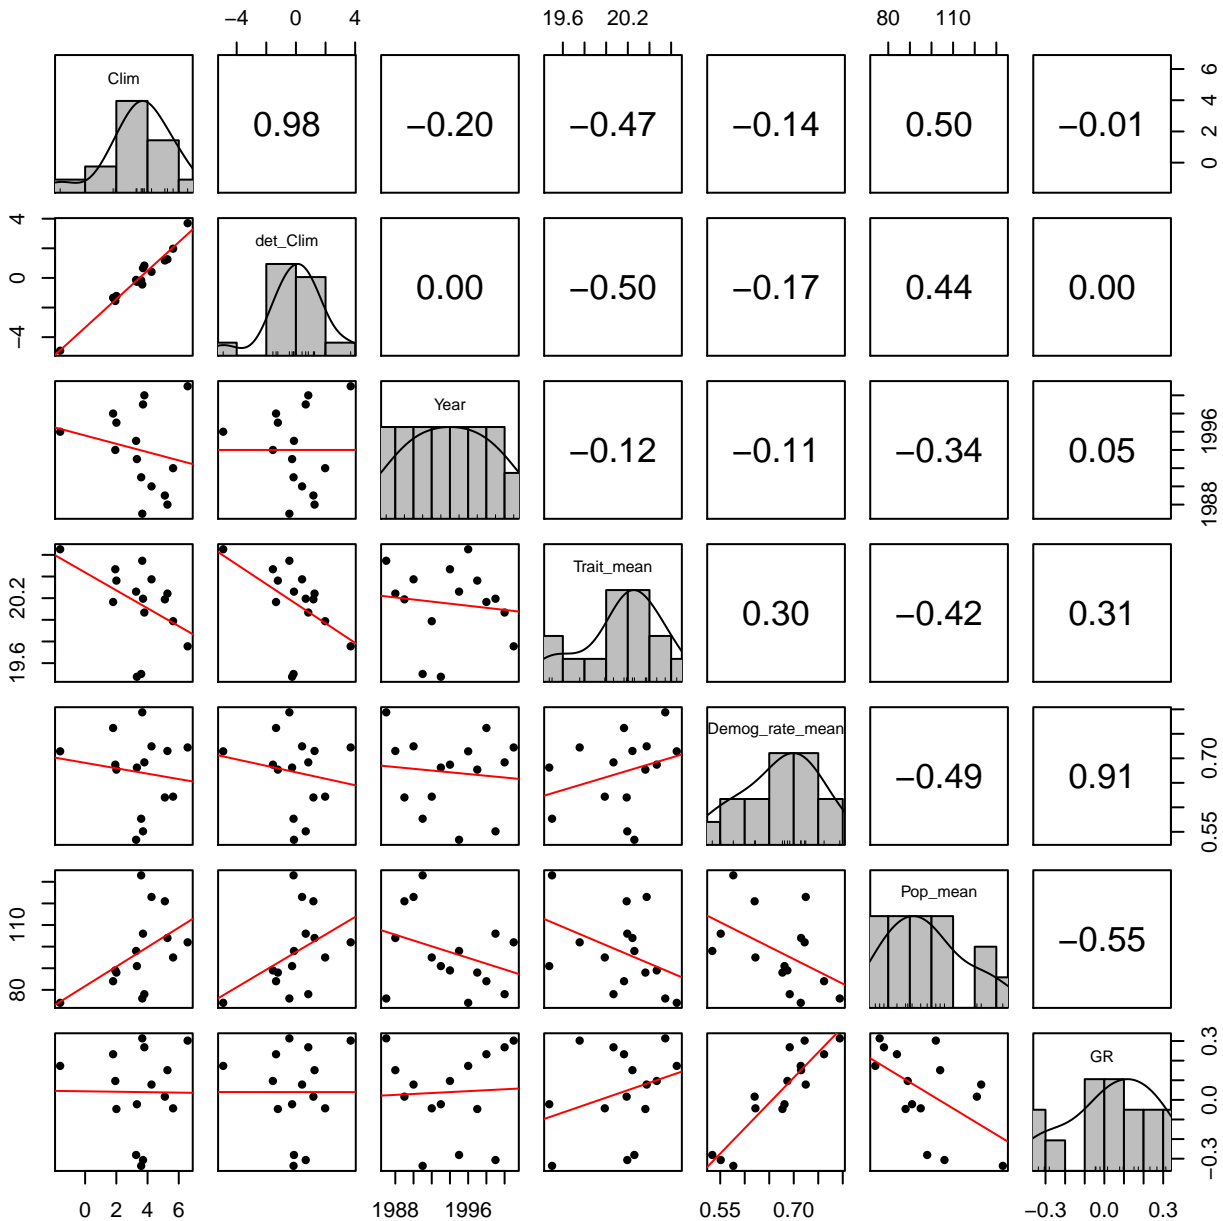 −4 0 4 19.6 20.2 80 110
Clim
0.98 −0.20 −0.47 −0.14 0.50 −0.01
0 2 4 6
−4 0 4
det_Clim
0.00 −0.50 −0.17 0.44 0.00
Year
−0.12 −0.11 −0.34 0.05
1988 1996
19.6 20.2
Trait_mean
0.30 −0.42 0.31
Demog_rate_mean
−0.49 0.91
0.55 0.70
80 110
Pop_mean
−0.55
GR
−0.3 0.0 0.3
0 2 4 6 1988 1996 0.55 0.70 −0.3 0.0 0.3